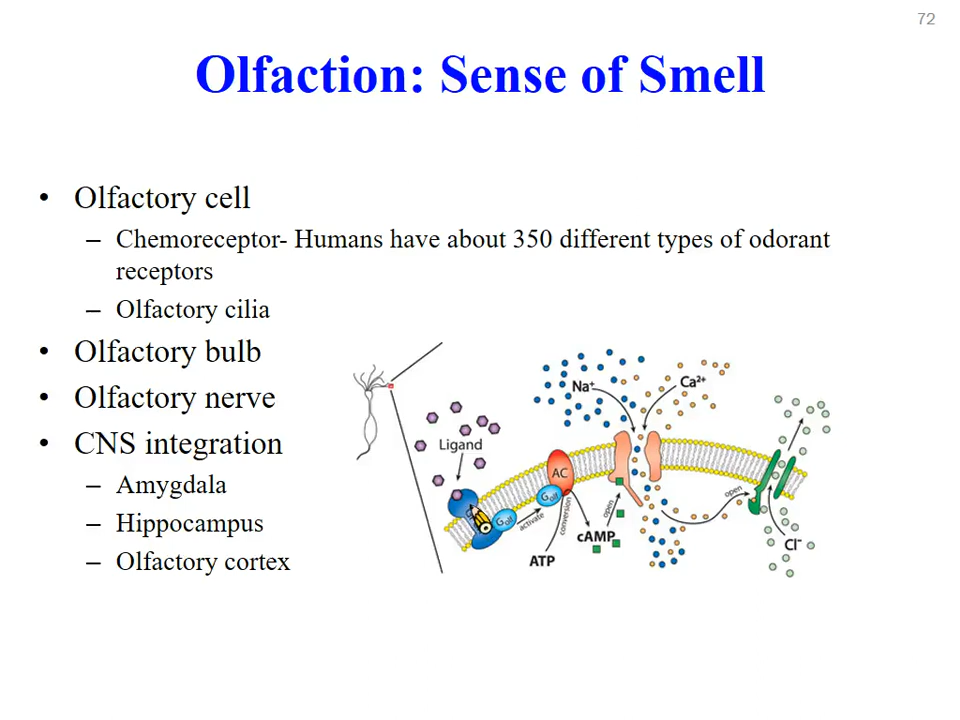 72
Olfaction: Sense of Smell
• Olfactory cell
– Chemoreceptor- Humans have about 350 different types of odorant
receptors
– Olfactory cilia
• Olfactory bulb
• Olfactory nerve
• CNS integration
– Amygdala
– Hippocampus
– Olfactory cortex
Na⁺
Ca²⁺
Ligand
AC
Golf
Golf
activate
conversion
ATP
cAMP
open
open
Cl⁻